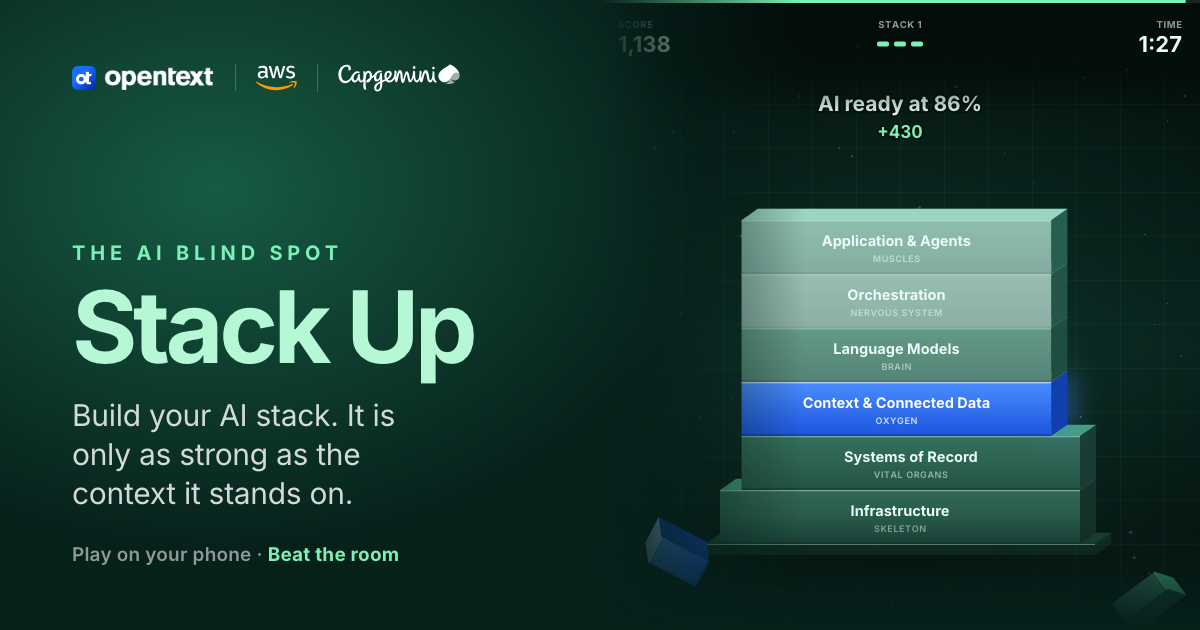 opentext
aws
Capgemini
THE AI BLIND SPOT
Stack Up
Build your AI stack. It is
only as strong as the
context it stands on.
Play on your phone · Beat the room
SCORE
1,138
STACK 1
TIME
1:27
AI ready at 86%
+430
Application & Agents
MUSCLES
Orchestration
NERVOUS SYSTEM
Language Models
BRAIN
Context & Connected Data
OXYGEN
Systems of Record
VITAL ORGANS
Infrastructure
SKELETON